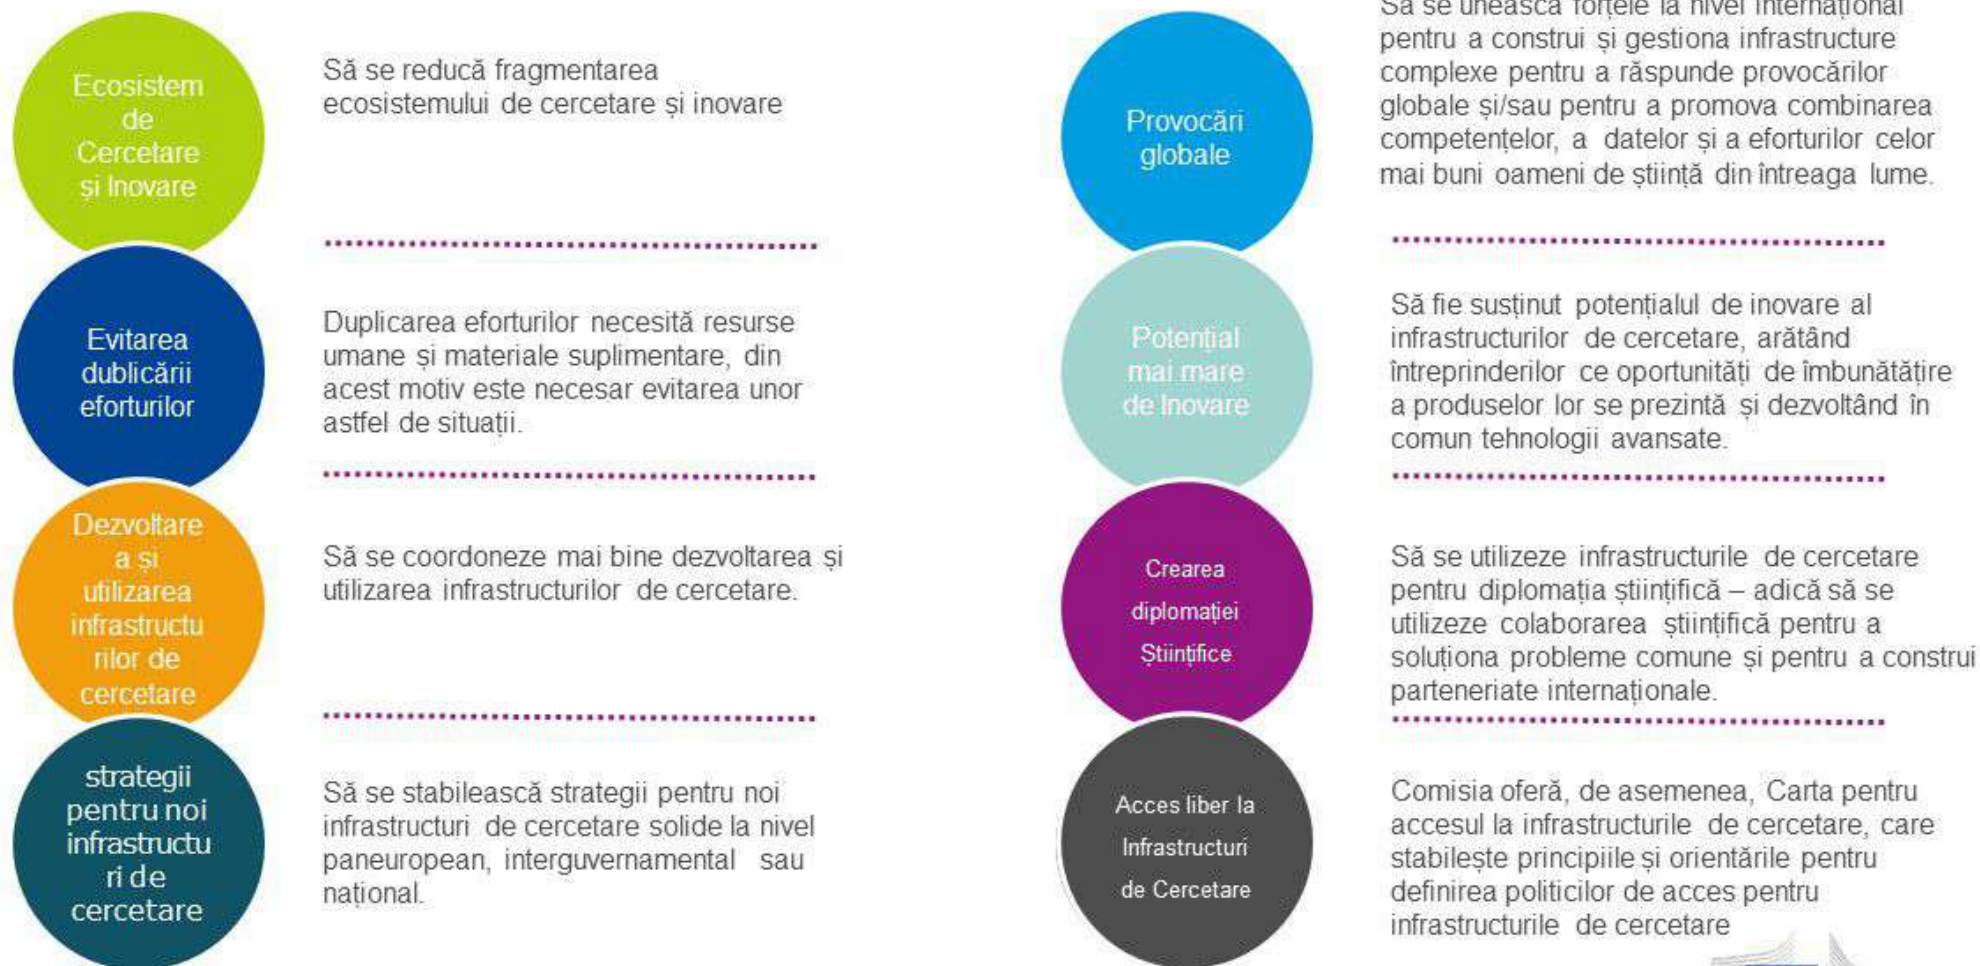 Ecosistem
de
Cercetare
și Inovare
Să se reducă fragmentarea
ecosistemului de cercetare și inovare
Evitarea
dublicării
eforturilor
Duplicarea eforturilor necesită resurse
umane și materiale suplimentare, din
acest motiv este necesar evitarea unor
astfel de situații.
Dezvoltare
a și
utilizarea
infrastructu
rilor de
cercetare
Să se coordoneze mai bine dezvoltarea și
utilizarea infrastructurilor de cercetare.
strategii
pentru noi
infrastructu
ri de
cercetare
Să se stabilească strategii pentru noi
infrastructuri de cercetare solide la nivel
paneuropean, interguvernamental sau
național.
Provocări
globale
Să se unească forțele la nivel internațional
pentru a construi și gestiona infrastructure
complexe pentru a răspunde provocărilor
globale și/sau pentru a promova combinarea
competențelor, a datelor și a eforturilor celor
mai buni oameni de știință din întreaga lume.
Potențial
mai mare
de Inovare
Să fie susținut potențialul de inovare al
infrastructurilor de cercetare, arătând
întreprinderilor ce oportunități de îmbunătățire
a produselor lor se prezintă și dezvoltând în
comun tehnologii avansate.
Crearea
diplomației
Științifice
Să se utilizeze infrastructurile de cercetare
pentru diplomația științifică – adică să se
utilizeze colaborarea științifică pentru a
soluționa probleme comune și pentru a construi
parteneriate internaționale.
Acces liber la
Infrastructuri
de Cercetare
Comisia oferă, de asemenea, Carta pentru
accesul la infrastructurile de cercetare, care
stabilește principiile și orientările pentru
definirea politicilor de acces pentru
infrastructurile de cercetare